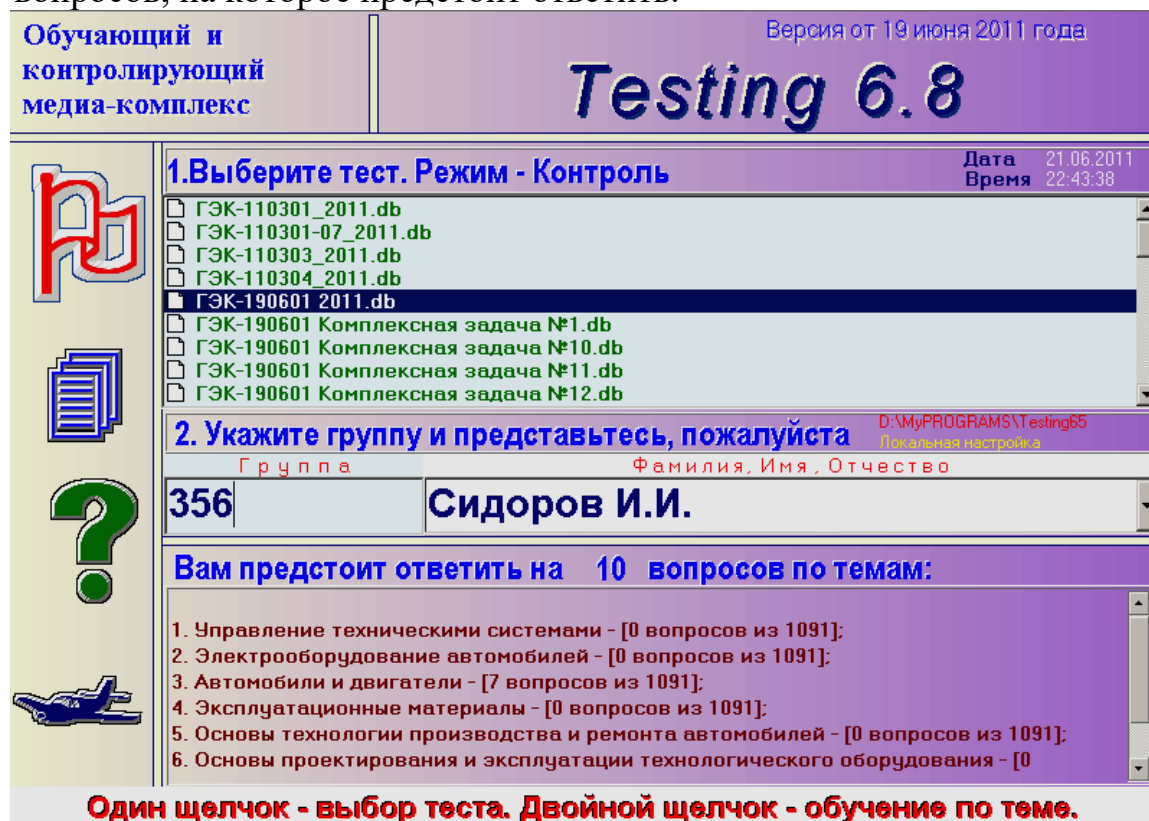 вопросов, на которое предстоит ответить.
Обучающий и
контролирующий
медиа-комплекс
Версия от 19 июня 2011 года
Testing 6.8
1.Выберите тест. Режим - Контроль
Дата 21.06.2011
Время 22:43:38
ГЭК-110301_2011.db
ГЭК-110301-07_2011.db
ГЭК-110303_2011.db
ГЭК-110304_2011.db
ГЭК-190601 2011.db
ГЭК-190601 Комплексная задача №1.db
ГЭК-190601 Комплексная задача №10.db
ГЭК-190601 Комплексная задача №11.db
ГЭК-190601 Комплексная задача №12.db
2. Укажите группу и представьтесь, пожалуйста
D:\MyPROGRAMS\Testing65
Локальная настройка
Группа Фамилия, Имя, Отчество
356 Сидоров И.И.
Вам предстоит ответить на 10 вопросов по темам:
1. Управление техническими системами - [0 вопросов из 1091];
2. Электрооборудование автомобилей - [0 вопросов из 1091];
3. Автомобили и двигатели - [7 вопросов из 1091];
4. Эксплуатационные материалы - [0 вопросов из 1091];
5. Основы технологии производства и ремонта автомобилей - [0 вопросов из 1091];
6. Основы проектирования и эксплуатации технологического оборудования - [0
Один щелчок - выбор теста. Двойной щелчок - обучение по теме.